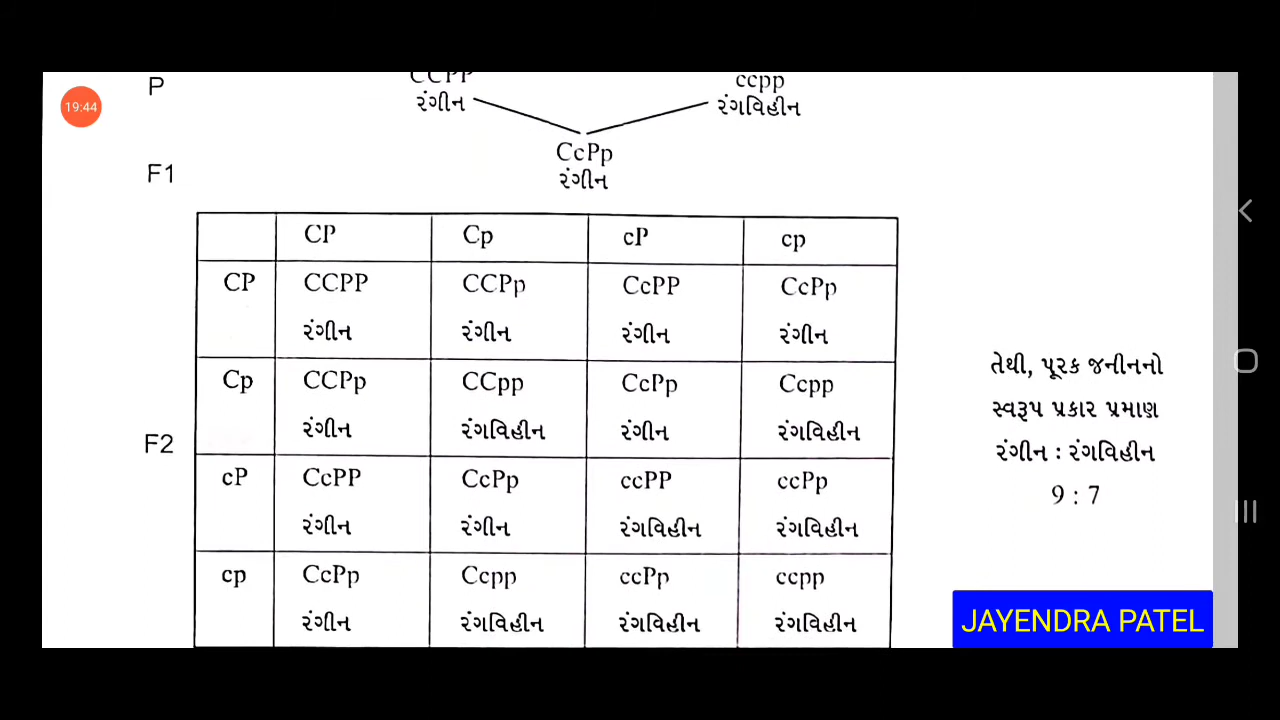 CCPP
ccpp
P
19:44
રંગીન
રંગવિહીન
CcPp
F1
રંગીન
CP Cp cP cp
CP CCPP CCPp CcPP CcPp
રંગીન રંગીન રંગીન રંગીન
Cp CCPp CCpp CcPp Ccpp
રંગીન રંગવિહીન રંગીન રંગવિહીન
F2
cP CcPP CcPp ccPP ccPp
રંગીન રંગીન રંગવિહીન રંગવિહીન
cp CcPp Ccpp ccPp ccpp
રંગીન રંગવિહીન રંગવિહીન રંગવિહીન
તેથી, પૂરક જનીનનો
સ્વરૂપ પ્રકાર પ્રમાણ
રંગીન : રંગવિહીન
9 : 7
JAYENDRA PATEL